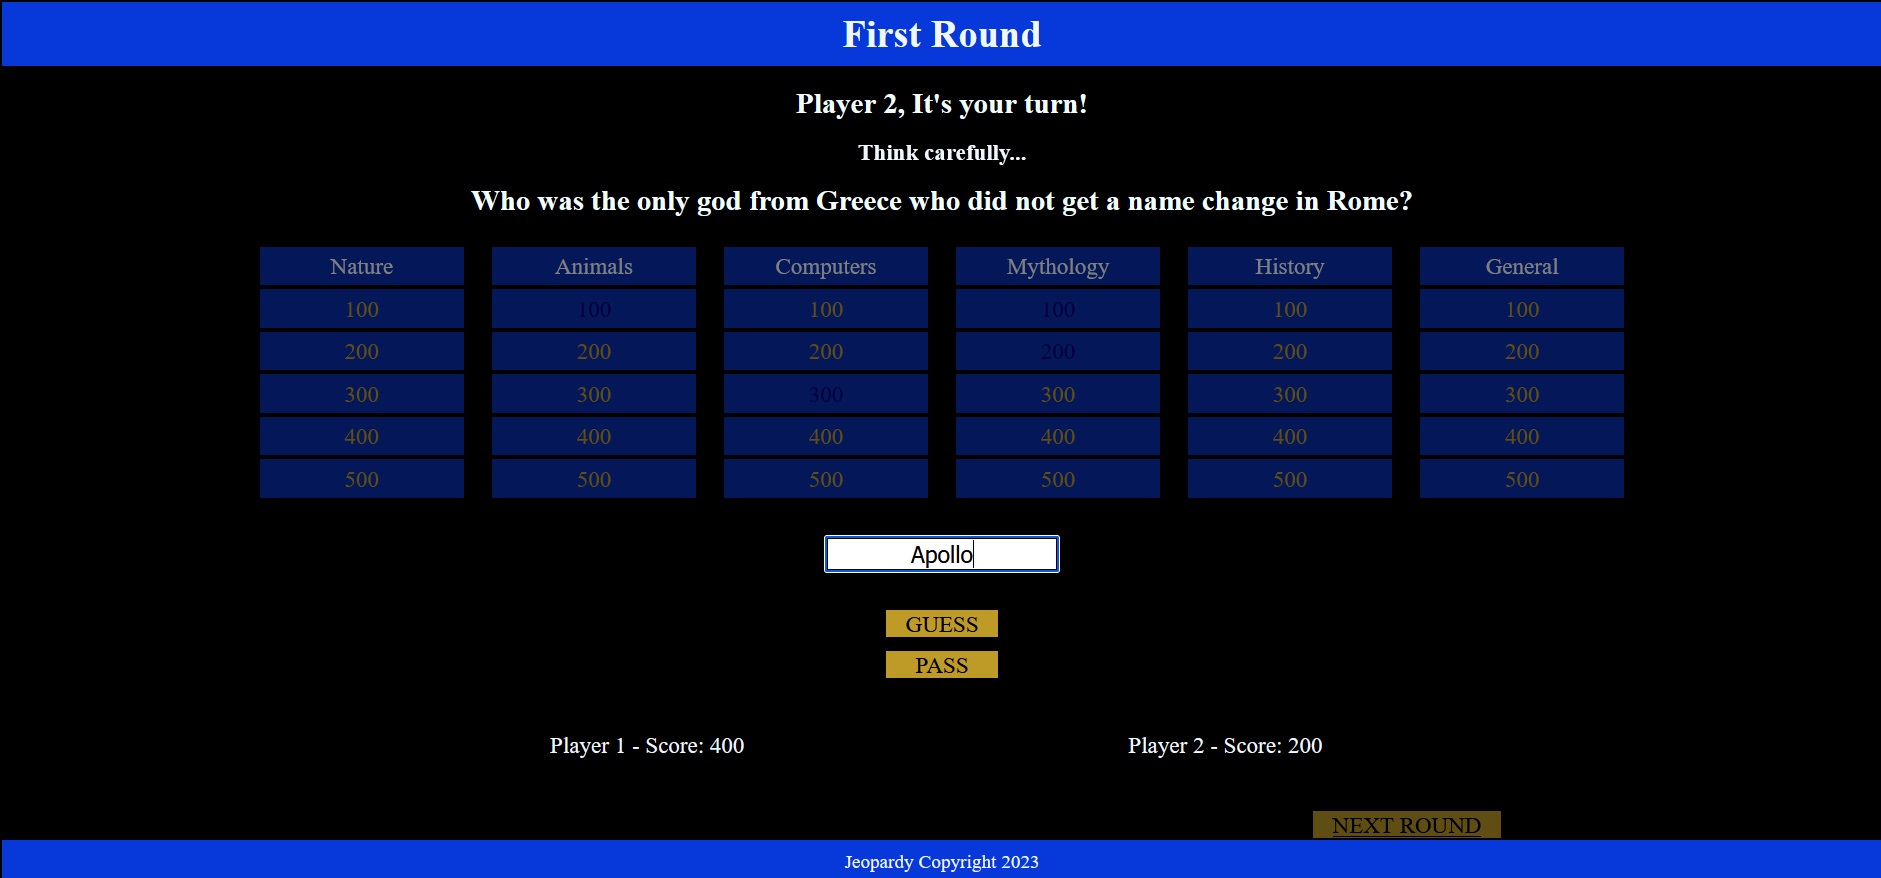 First Round
Player 2, It's your turn!
Think carefully...
Who was the only god from Greece who did not get a name change in Rome?
Nature Animals Computers Mythology History General
100 100 100 100 100 100
200 200 200 200 200 200
300 300 300 300 300 300
400 400 400 400 400 400
500 500 500 500 500 500
Apollo
GUESS
PASS
Player 1 - Score: 400 Player 2 - Score: 200
NEXT ROUND
Jeopardy Copyright 2023